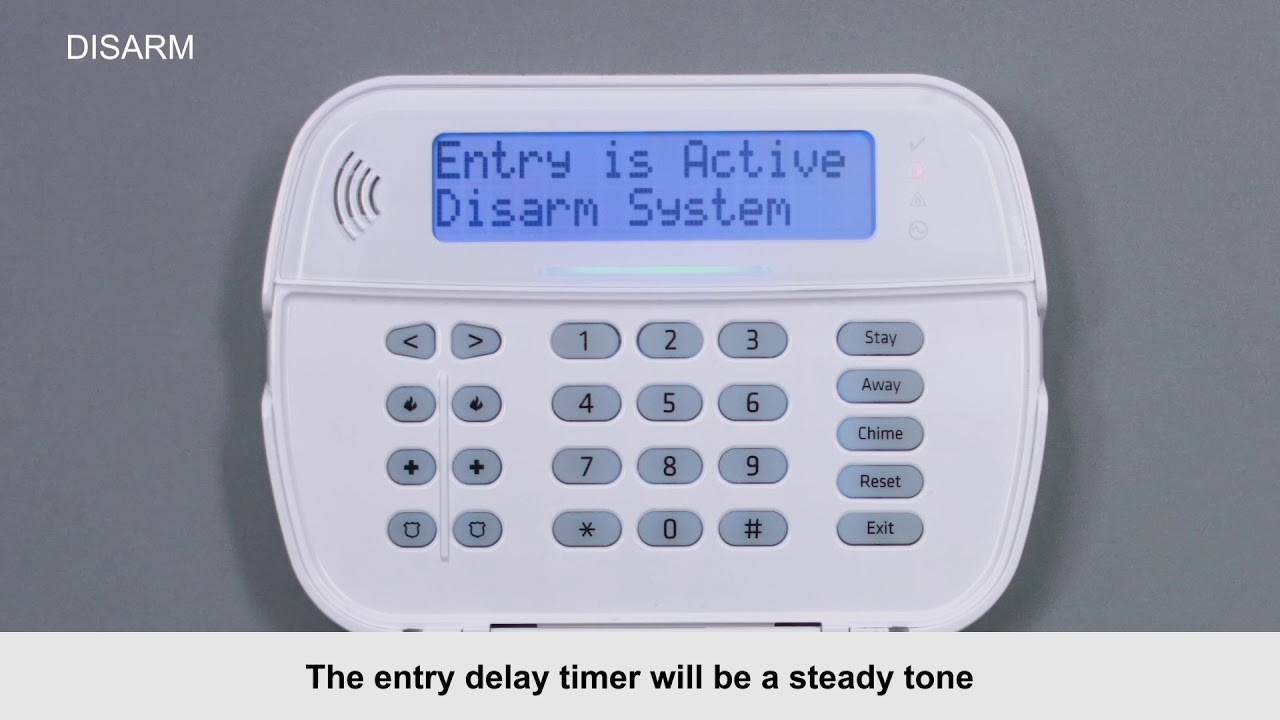 DISARM
Entry is Active
Disarm System
< > 1 2 3 Stay
Away
4 5 6
Chime
7 8 9
Reset
* 0 # Exit
The entry delay timer will be a steady tone